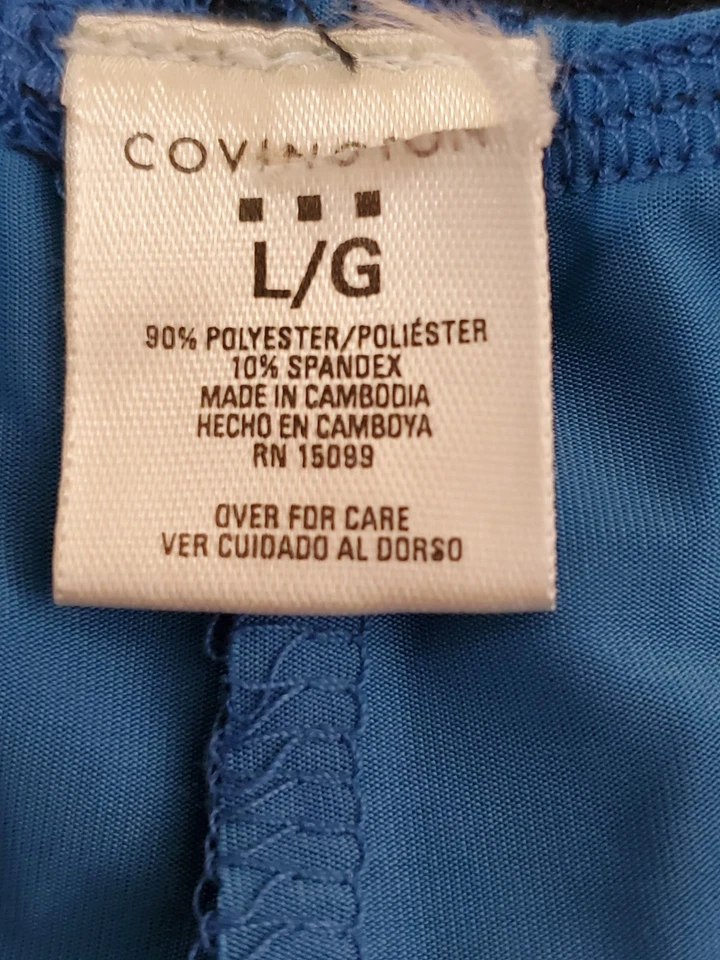 COVINGTON
L/G
90% POLYESTER/POLIÉSTER
10% SPANDEX
MADE IN CAMBODIA
HECHO EN CAMBOYA
RN 15099
OVER FOR CARE
VER CUIDADO AL DORSO